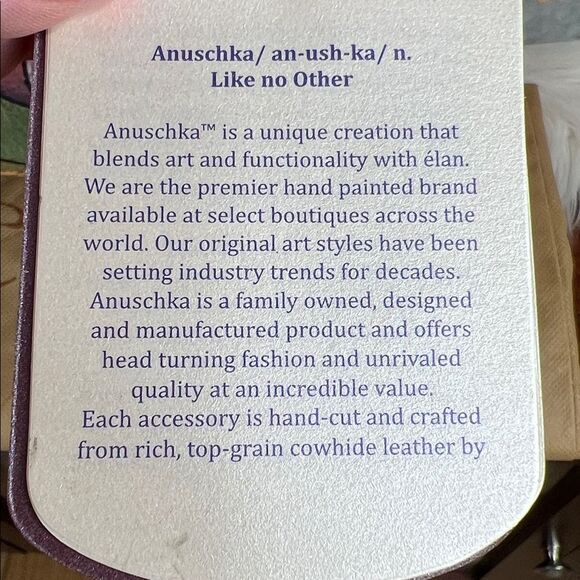 Anuschka/ an-ush-ka/ n.
Like no Other
Anuschka™ is a unique creation that
blends art and functionality with élan.
We are the premier hand painted brand
available at select boutiques across the
world. Our original art styles have been
setting industry trends for decades.
Anuschka is a family owned, designed
and manufactured product and offers
head turning fashion and unrivaled
quality at an incredible value.
Each accessory is hand-cut and crafted
from rich, top-grain cowhide leather by